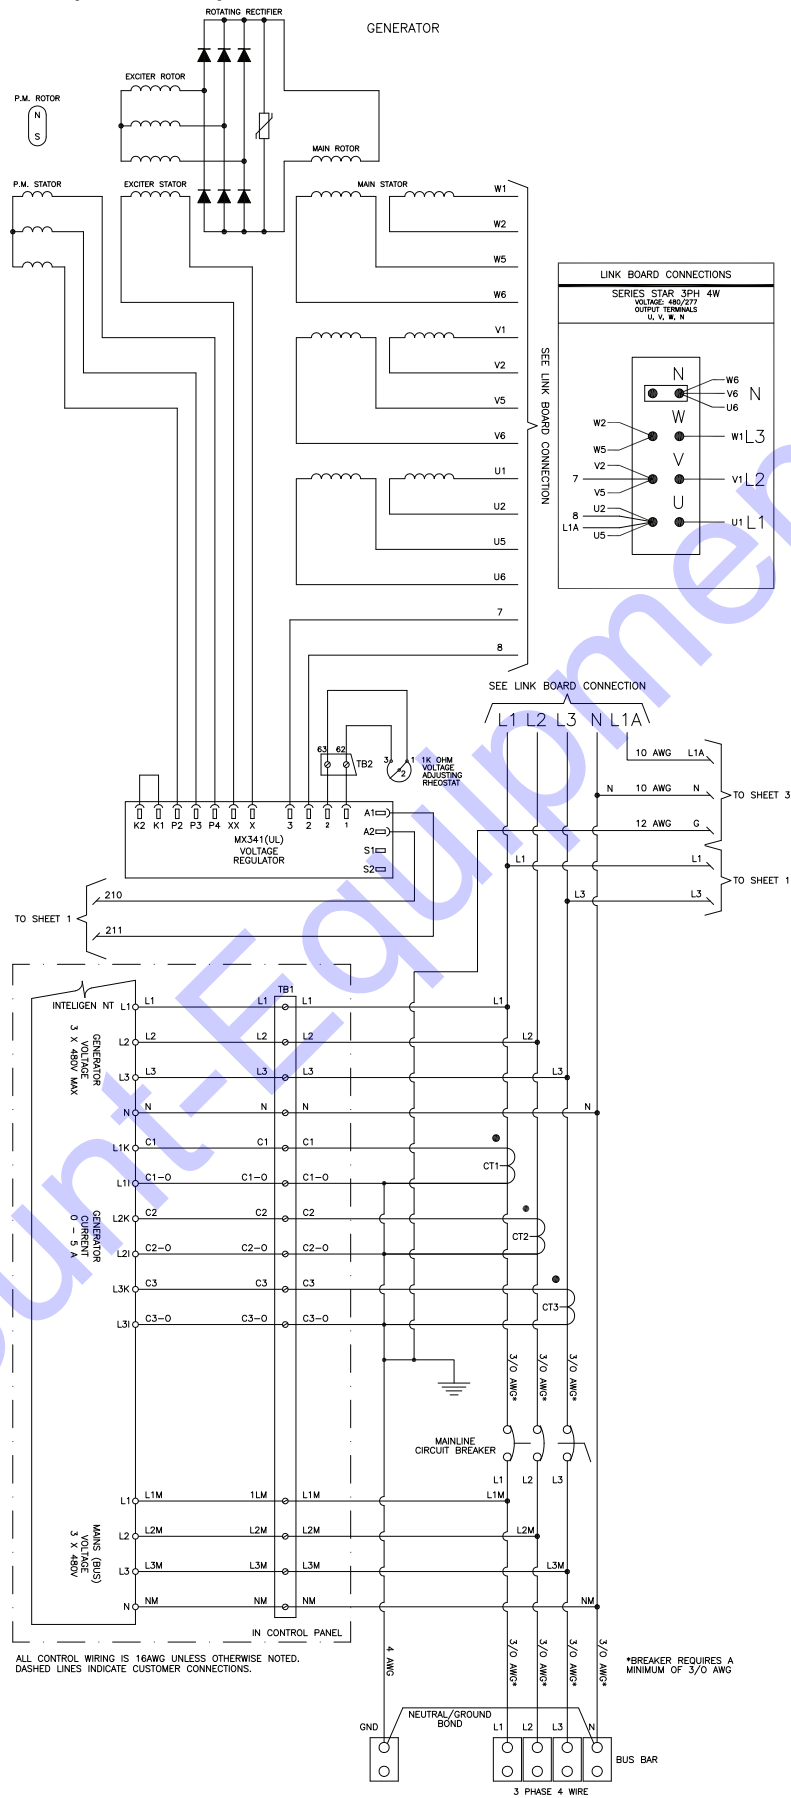 ROTATING RECTIFIER
GENERATOR
EXCITER ROTOR
P.M. ROTOR
N
S
MAIN ROTOR
P.M. STATOR
EXCITER STATOR
MAIN STATOR
W1
W2
W5
W6
V1
V2
V5
V6
U1
U2
U5
U6
7
8
SEE LINK BOARD CONNECTION
LINK BOARD CONNECTIONS
SERIES STAR 3PH 4W
VOLTAGE: 480/277
OUTPUT TERMINALS
U, V, W, N
N
W6
V6 N
U6
W
W2
W5
W1 L3
V
V2
7
V5
V1 L2
U
U2
8
L1A
U5
U1 L1
SEE LINK BOARD CONNECTION
L1 L2 L3 N L1A
10 AWG L1A
N 10 AWG N
TO SHEET 3
12 AWG G
L1 L1
TO SHEET 1
L3 L3
63 62
TB2
3 1
2
1K OHM
VOLTAGE
ADJUSTING
RHEOSTAT
K2 K1 P2 P3 P4 XX X 3 2 2 1
A1
A2
S1
S2
MX341(UL)
VOLTAGE
REGULATOR
210
TO SHEET 1
211
TB1
INTELIGEN NT
GENERATOR
VOLTAGE
3 X 480V MAX
L1 L1 L1 L1 L1
L2 L2 L2 L2 L2
L3 L3 L3 L3 L3
N N N N N
GENERATOR
CURRENT
0 - 5 A
L1K C1 C1 C1
CT1
L1I C1-O C1-O C1-O
L2K C2 C2 C2
CT2
L2I C2-O C2-O C2-O
L3K C3 C3 C3
CT3
L3I C3-O C3-O C3-O
3/O AWG*
3/O AWG*
3/O AWG*
MAINLINE
CIRCUIT BREAKER
L1 L2 L3
MAINS (BUS)
VOLTAGE
3 X 480V
L1 L1M 1LM L1M L1M
L2 L2M L2M L2M L2M
L3 L3M L3M L3M L3M
N NM NM NM NM
IN CONTROL PANEL
ALL CONTROL WIRING IS 16AWG UNLESS OTHERWISE NOTED.
DASHED LINES INDICATE CUSTOMER CONNECTIONS.
4 AWG
3/O AWG*
3/O AWG*
3/O AWG*
3/O AWG*
*BREAKER REQUIRES A
MINIMUM OF 3/O AWG
NEUTRAL/GROUND
BOND
GND
L1 L2 L3 N
BUS BAR
3 PHASE 4 WIRE
unt-Equipmen